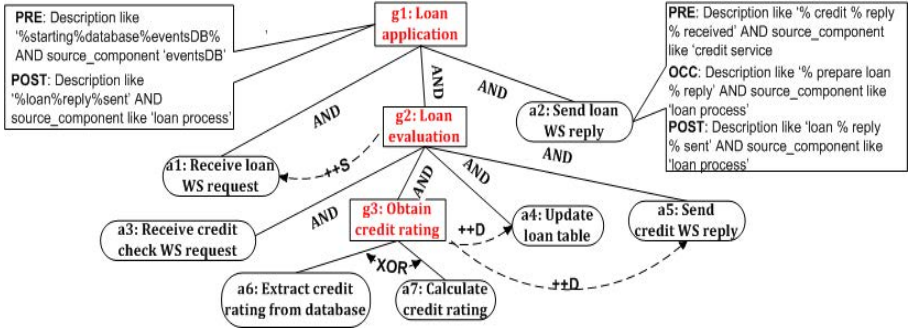 PRE: Description like
'%starting%database%eventsDB%
AND source_component 'eventsDB'
POST: Description like
'%loan%reply%sent' AND
source_component like 'loan process'
g1: Loan
application
PRE: Description like '% credit % reply
% received' AND source_component
like 'credit service
OCC: Description like '% prepare loan
% reply' AND source_component like
'loan process'
POST: Description like 'loan % reply
% sent' AND source_component like
'loan process'
AND
AND
AND
g2: Loan
evaluation
a2: Send loan
WS reply
a1: Receive loan
WS request
++S
AND
AND
AND
AND
a3: Receive credit
check WS request
g3: Obtain
credit rating
++D
a4: Update
loan table
a5: Send
credit WS reply
++D
XOR
a6: Extract credit
rating from database
a7: Calculate
credit rating